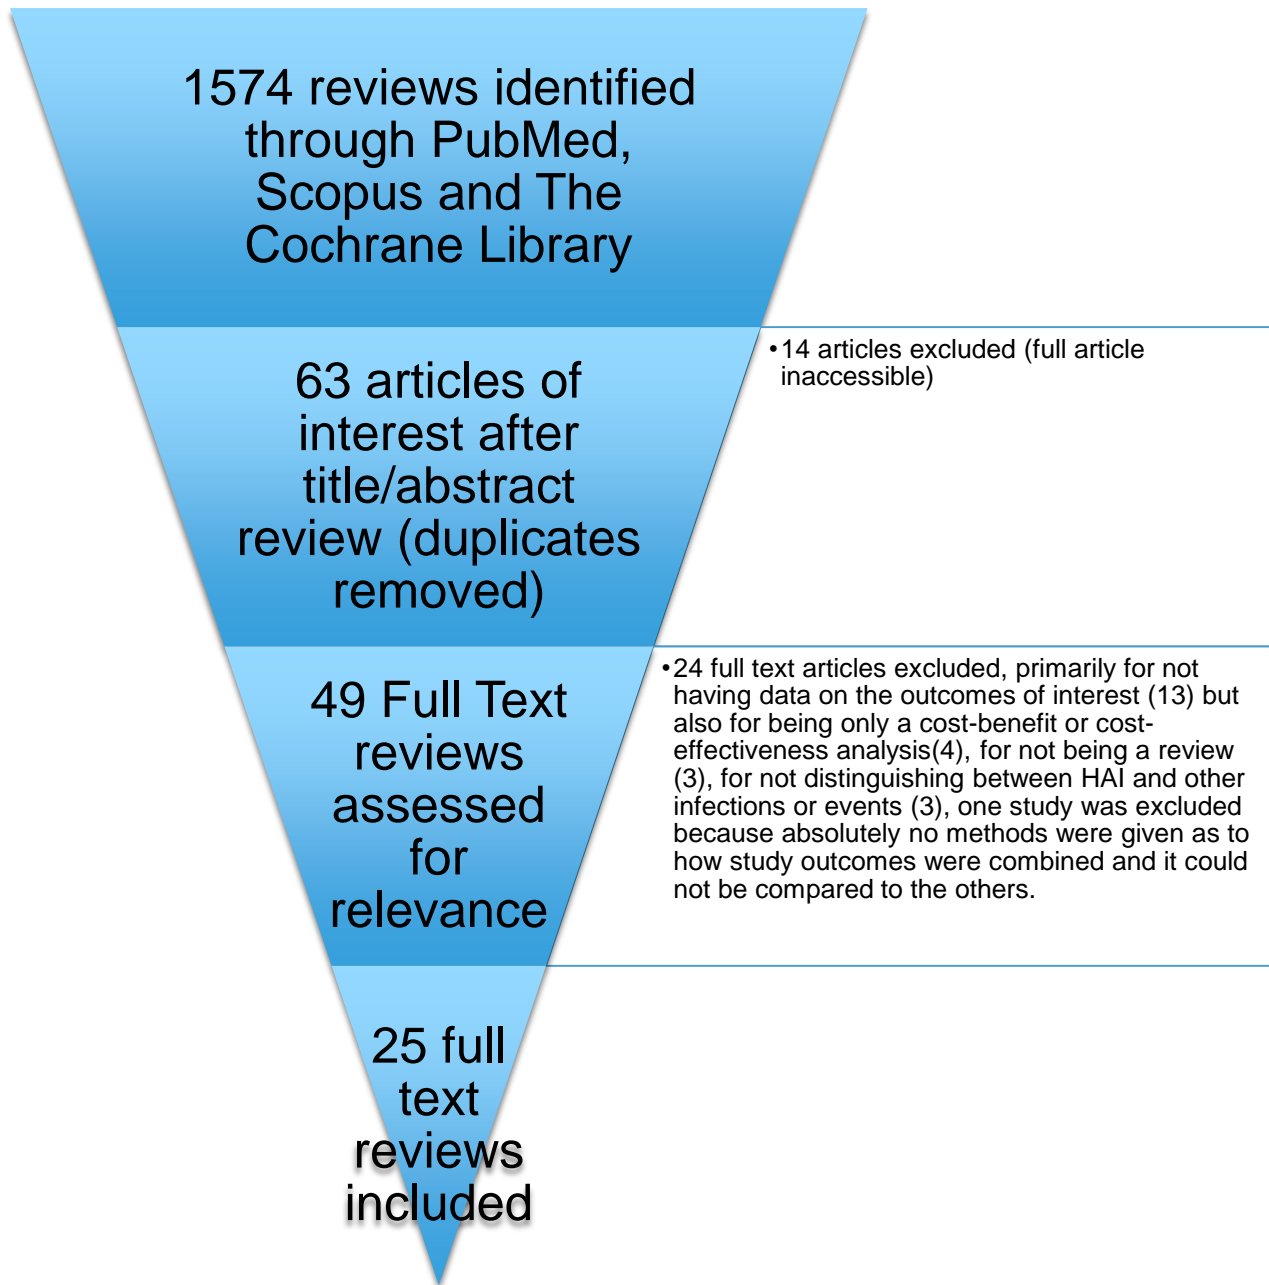 1574 reviews identified
through PubMed,
Scopus and The
Cochrane Library
63 articles of
interest after
title/abstract
review (duplicates
removed)
•14 articles excluded (full article
inaccessible)
49 Full Text
reviews
assessed
for
relevance
•24 full text articles excluded, primarily for not
having data on the outcomes of interest (13) but
also for being only a cost-benefit or cost-
effectiveness analysis(4), for not being a review
(3), for not distinguishing between HAI and other
infections or events (3), one study was excluded
because absolutely no methods were given as to
how study outcomes were combined and it could
not be compared to the others.
25 full
text
reviews
included